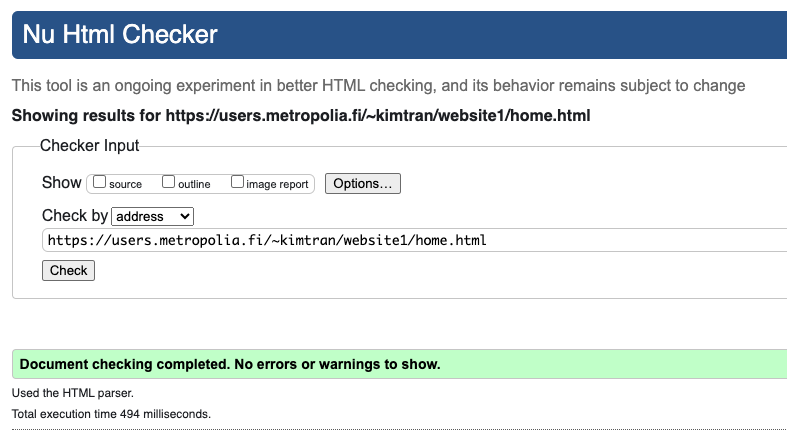 Nu Html Checker
This tool is an ongoing experiment in better HTML checking, and its behavior remains subject to change
Showing results for https://users.metropolia.fi/~kimtran/website1/home.html
Checker Input
Show source outline image report Options...
Check by address
https://users.metropolia.fi/~kimtran/website1/home.html
Check
Document checking completed. No errors or warnings to show.
Used the HTML parser.
Total execution time 494 milliseconds.